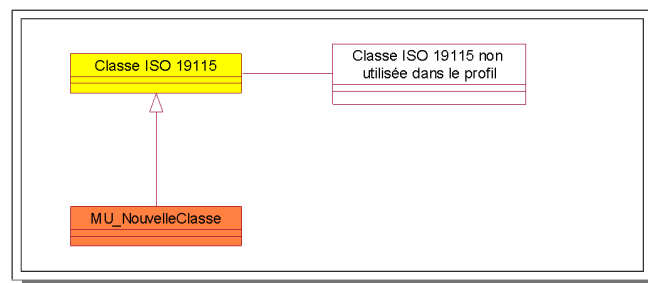 Classe ISO 19115
Classe ISO 19115 non
utilisée dans le profil
MU_NouvelleClasse